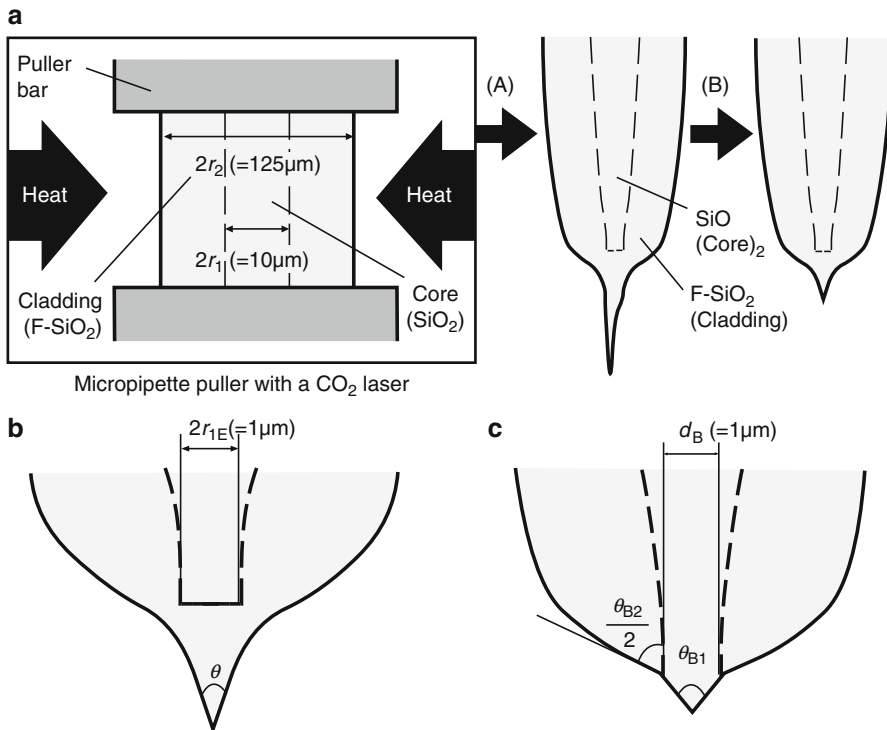 a
Puller
bar
Heat
2r₂ (=125µm)
2r₁ (=10µm)
Heat
Cladding
(F-SiO₂)
Core
(SiO₂)
Micropipette puller with a CO₂ laser
(A)
(B)
SiO
(Core)₂
F-SiO₂
(Cladding)
b
2r₁E(=1µm)
θ
c
dB (=1µm)
θB2
2
θB1